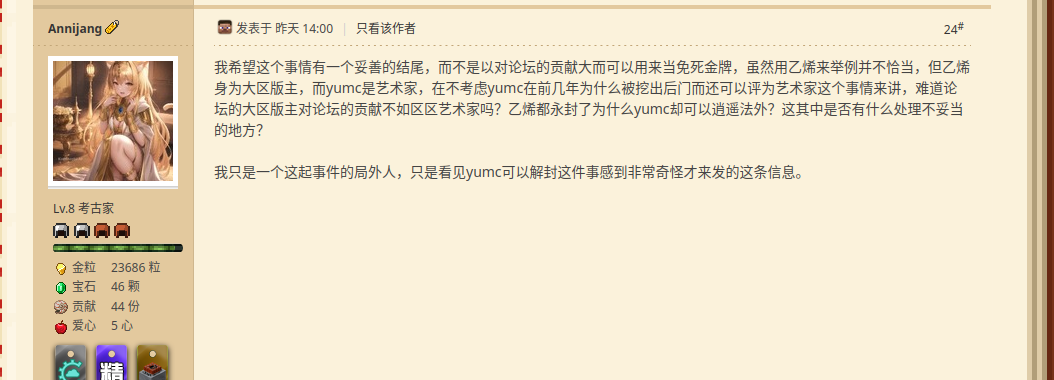 Annijang
发表于 昨天 14:00 只看该作者 24#
我希望这个事情有一个妥善的结尾，而不是以对论坛的贡献大而可以用来当免死金牌，虽然用乙烯来举例并不恰当，但乙烯
身为大区版主，而yumc是艺术家，在不考虑yumc在前几年为什么被挖出后门而还可以评为艺术家这个事情来讲，难道论
坛的大区版主对论坛的贡献不如区区艺术家吗？乙烯都永封了为什么yumc却可以逍遥法外？这其中是否有什么处理不妥当
的地方？
我只是一个这起事件的局外人，只是看见yumc可以解封这件事感到非常奇怪才来发的这条信息。
Lv.8 考古家
金粒 23686 粒
宝石 46 颗
贡献 44 份
爱心 5 心
精